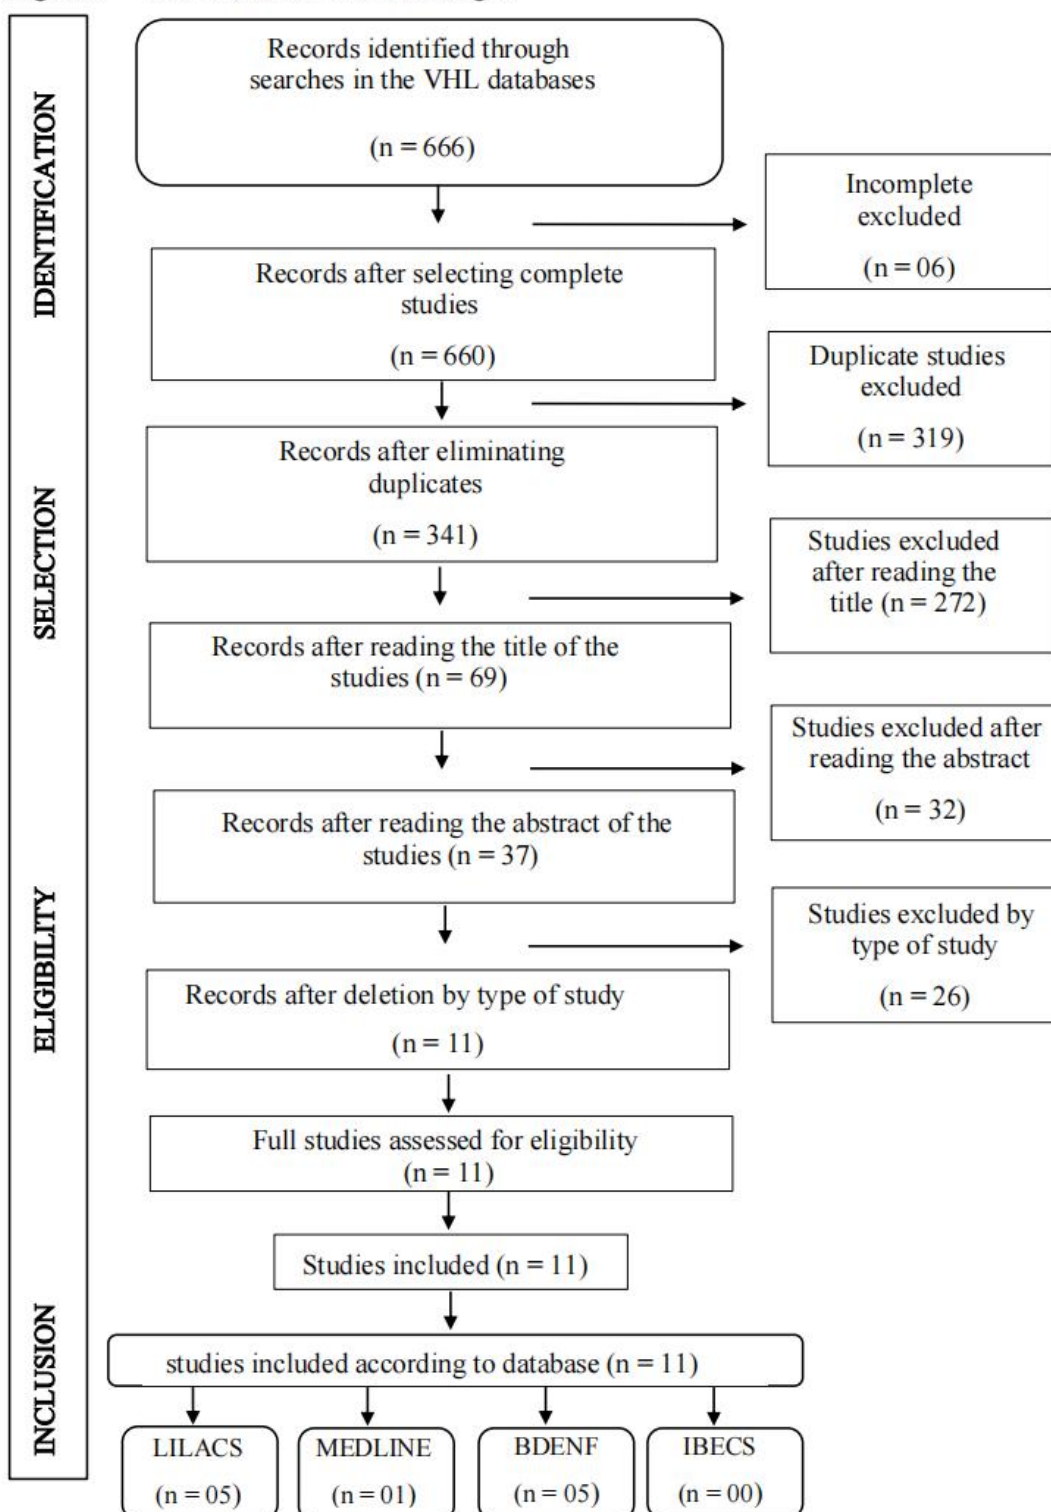 Records identified through
searches in the VHL databases
(n = 666)
Incomplete
excluded
(n = 06)
Records after selecting complete
studies
(n = 660)
Duplicate studies
excluded
(n = 319)
Records after eliminating
duplicates
(n = 341)
Studies excluded
after reading the
title (n = 272)
Records after reading the title of the
studies (n = 69)
Studies excluded after
reading the abstract
(n = 32)
Records after reading the abstract of the
studies (n = 37)
Studies excluded by
type of study
(n = 26)
Records after deletion by type of study
(n = 11)
Full studies assessed for eligibility
(n = 11)
Studies included (n = 11)
studies included according to database (n = 11)
LILACS
(n = 05)
MEDLINE
(n = 01)
BDENF
(n = 05)
IBECS
(n = 00)
IDENTIFICATION
SELECTION
ELIGIBILITY
INCLUSION